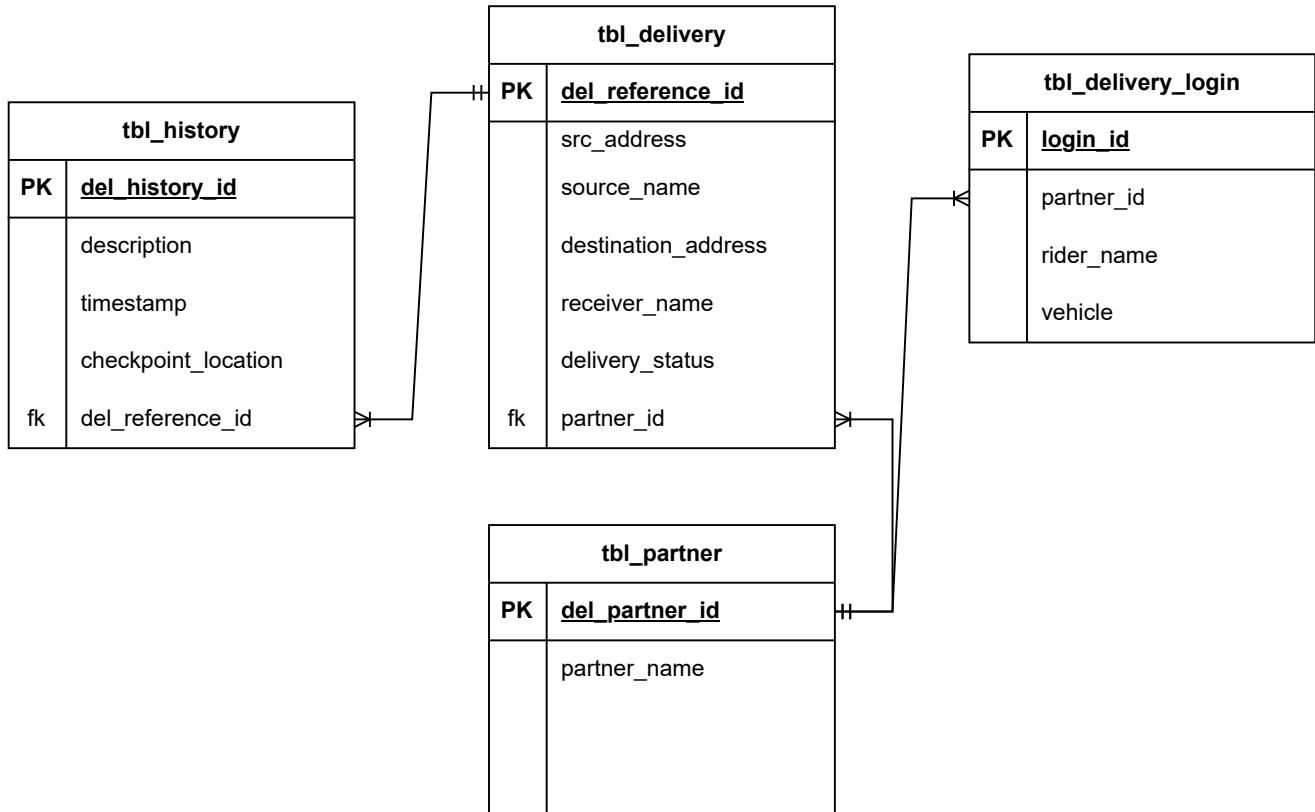 tbl_history
PK del_history_id
description
timestamp
checkpoint_location
fk del_reference_id
tbl_delivery
PK del_reference_id
src_address
source_name
destination_address
receiver_name
delivery_status
fk partner_id
tbl_delivery_login
PK login_id
partner_id
rider_name
vehicle
tbl_partner
PK del_partner_id
partner_name